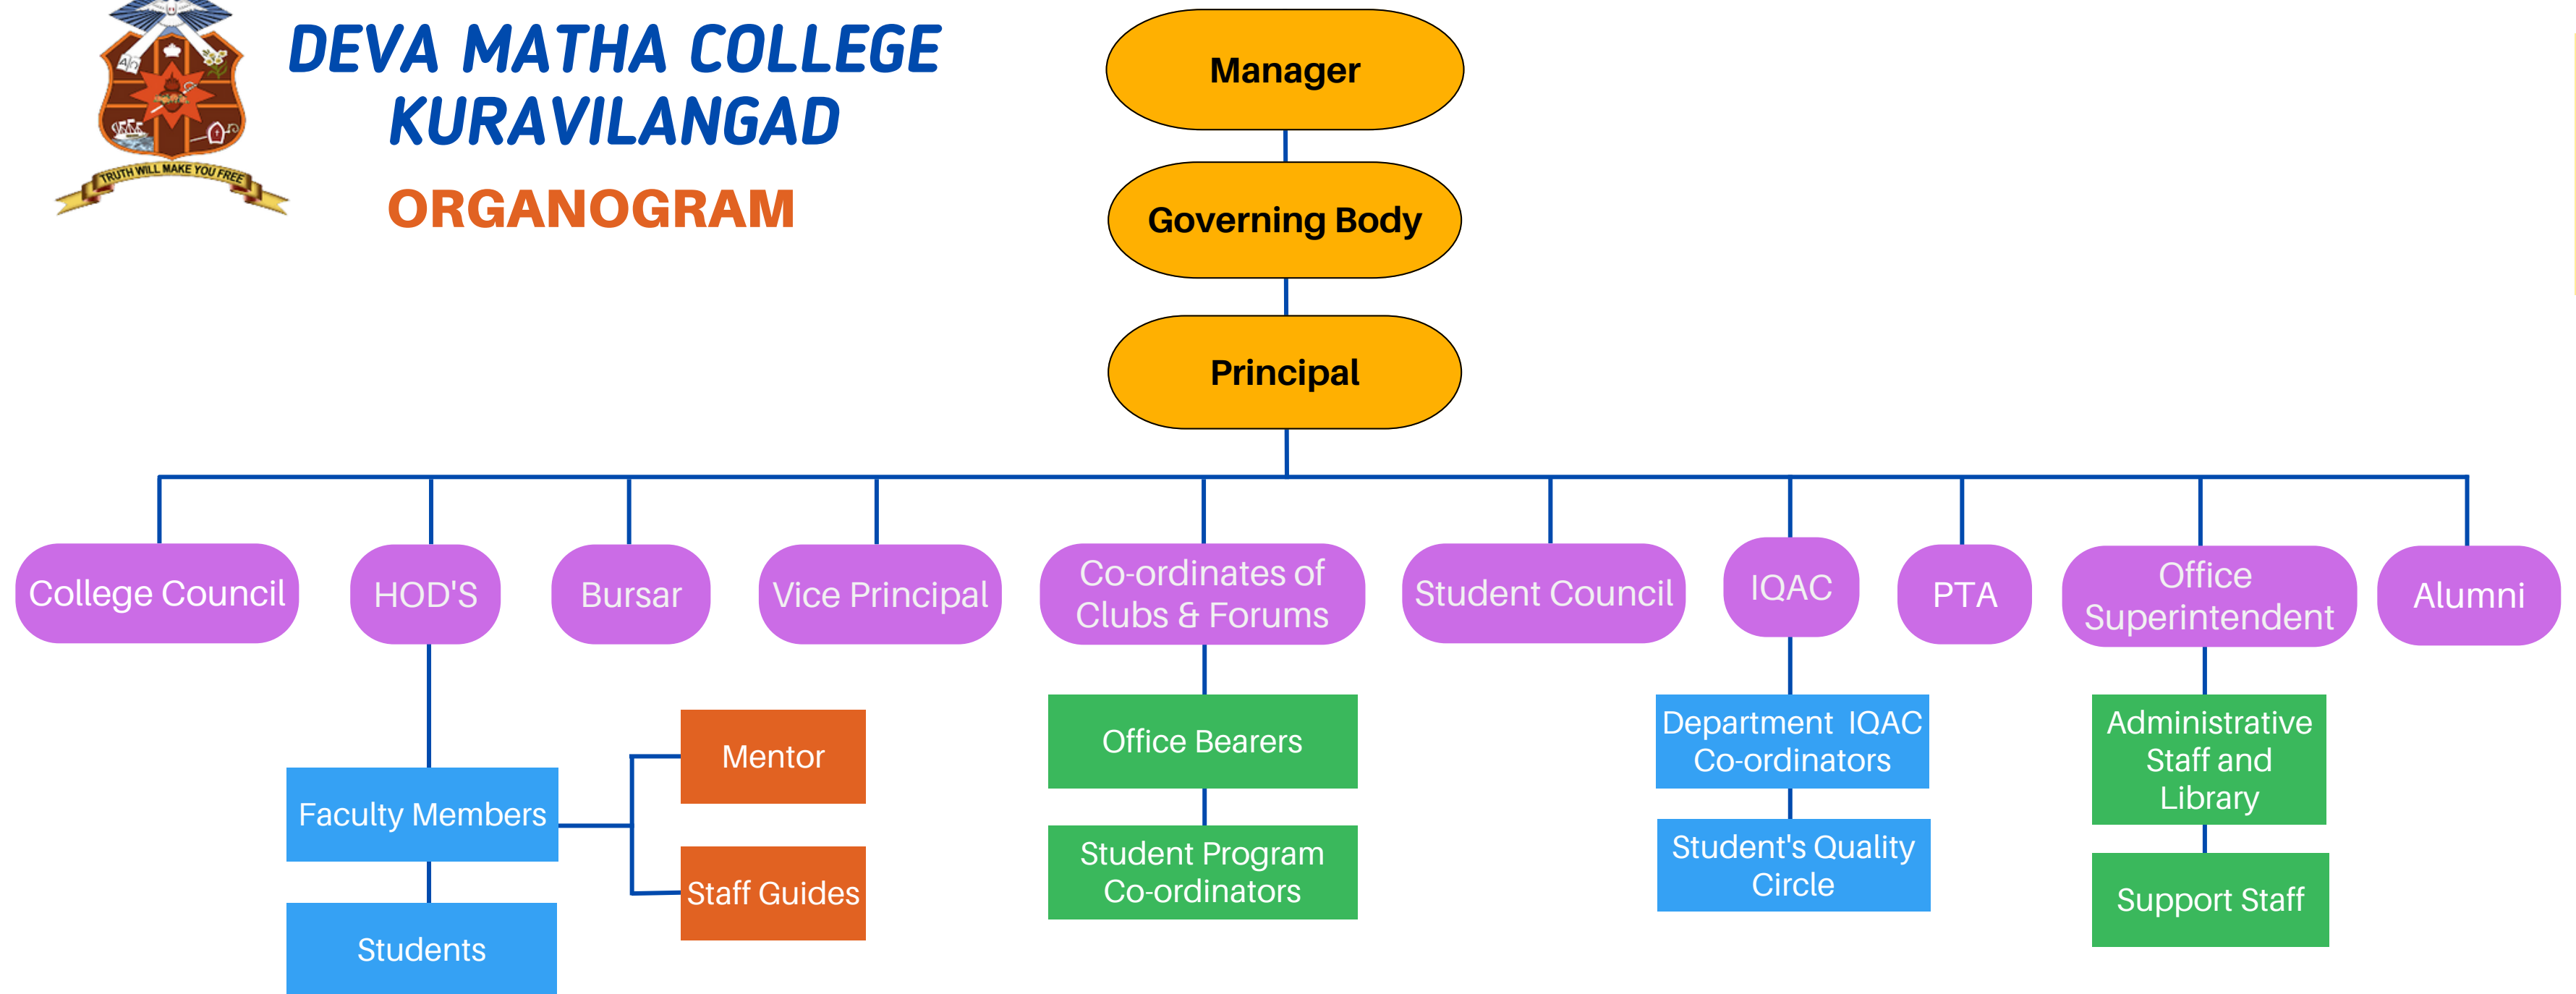 DEVA MATHA COLLEGE
KURAVILANGAD
ORGANOGRAM
TRUTH WILL MAKE YOU FREE
Manager
Governing Body
Principal
College Council
HOD'S
Bursar
Vice Principal
Co-ordinates of
Clubs & Forums
Student Council
IQAC
PTA
Office
Superintendent
Alumni
Faculty Members
Students
Mentor
Staff Guides
Office Bearers
Student Program
Co-ordinators
Department IQAC
Co-ordinators
Student's Quality
Circle
Administrative
Staff and
Library
Support Staff